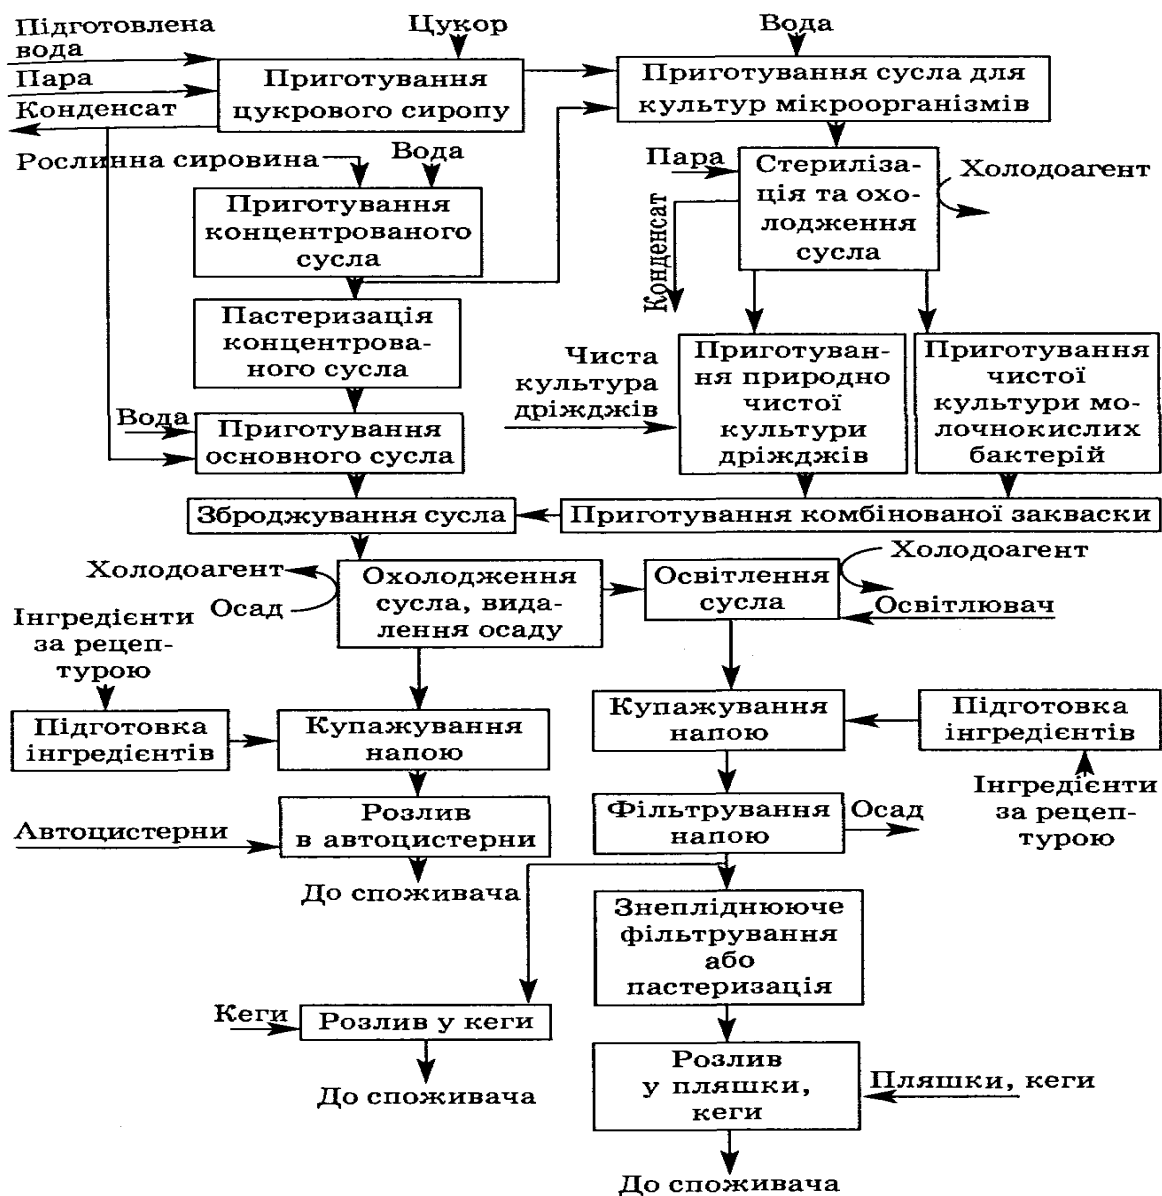 Підготовлена
вода
Пара
Конденсат
Цукор
Приготування
цукрового сиропу
Вода
Приготування сусла для
культур мікроорганізмів
Рослинна сировина
Вода
Приготування
концентрованого
сусла
Пара
Стериліза-
ція та охо-
лодження
сусла
Холодоагент
Конденсат
Пастеризація
концентрова-
ного сусла
Чиста
культура
дріжджів
Приготуван-
ня природно
чистої
культури
дріжджів
Приготування
чистої
культури мо-
лочнокислих
бактерій
Вода
Приготування
основного сусла
Зброджування сусла
Приготування комбінованої закваски
Холодоагент
Осад
Охолодження
сусла, вида-
лення осаду
Освітлення
сусла
Холодоагент
Освітлювач
Інгредієнти
за рецеп-
турою
Підготовка
інгредієнтів
Купажування
напою
Купажування
напою
Підготовка
інгредієнтів
Інгредієнти
за рецеп-
турою
Автоцистерни
Розлив
в автоцистерни
Фільтрування
напою
Осад
До споживача
Знепліднююче
фільтрування
або
пастеризація
Кеги
Розлив у кеги
До споживача
Розлив
у пляшки,
кеги
Пляшки, кеги
До споживача